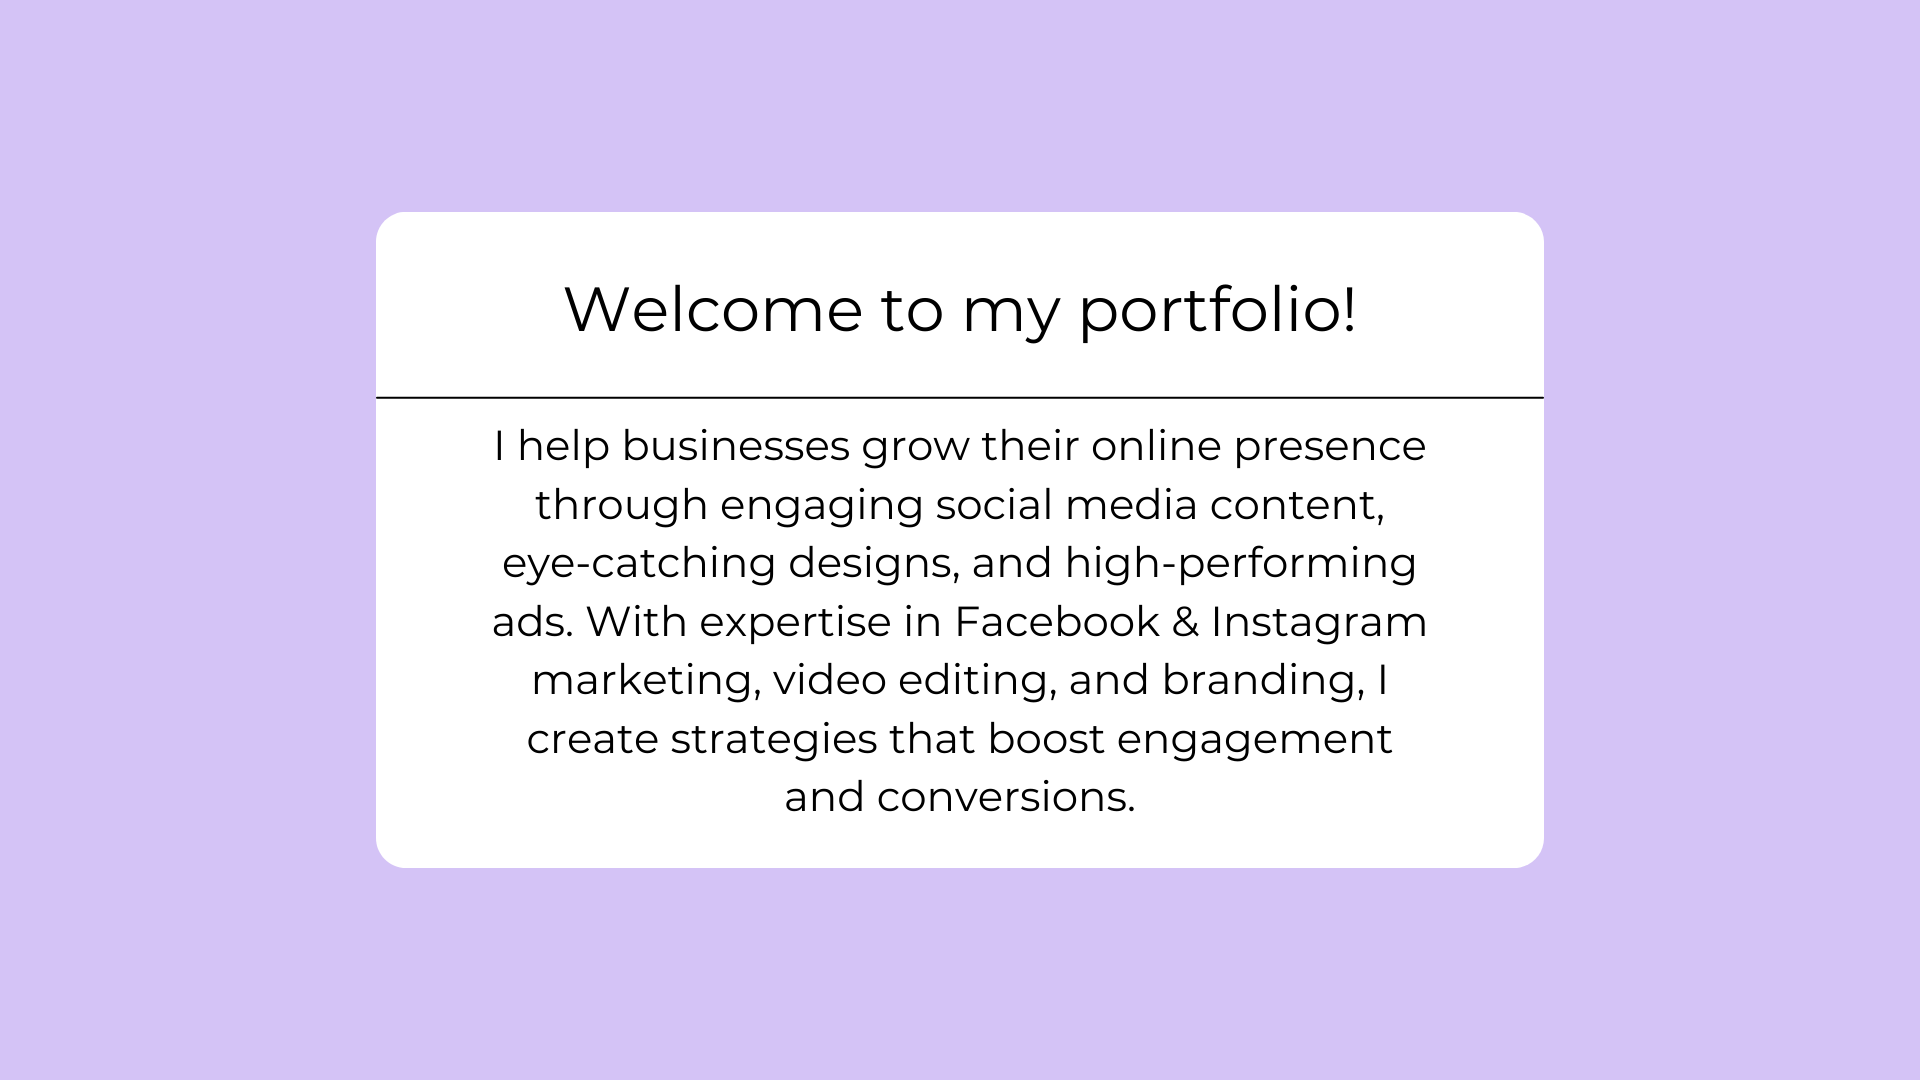 Welcome to my portfolio!
I help businesses grow their online presence
through engaging social media content,
eye-catching designs, and high-performing
ads. With expertise in Facebook & Instagram
marketing, video editing, and branding, I
create strategies that boost engagement
and conversions.